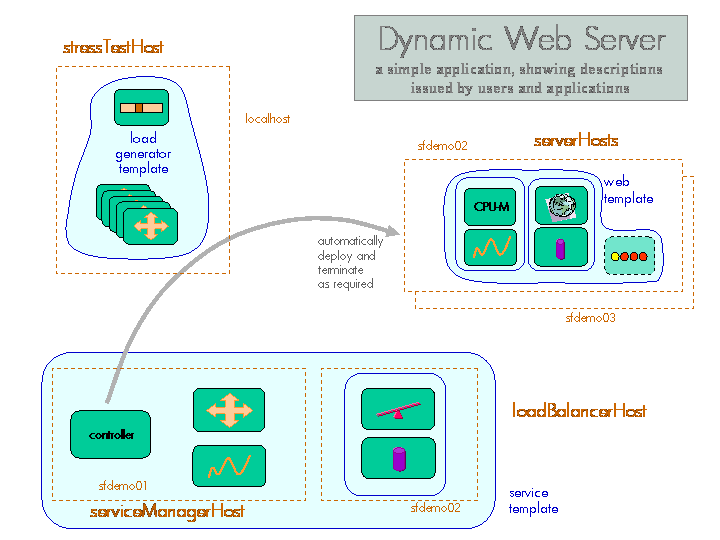 Dynamic Web Server
a simple application, showing descriptions
issued by users and applications
stressTestHost
localhost
load
generator
template
sfdemo02
serverHosts
web
template
CPU-M
automatically
deploy and
terminate
as required
sfdemo03
controller
sfdemo01
serviceManagerHost
loadBalancerHost
sfdemo02
service
template